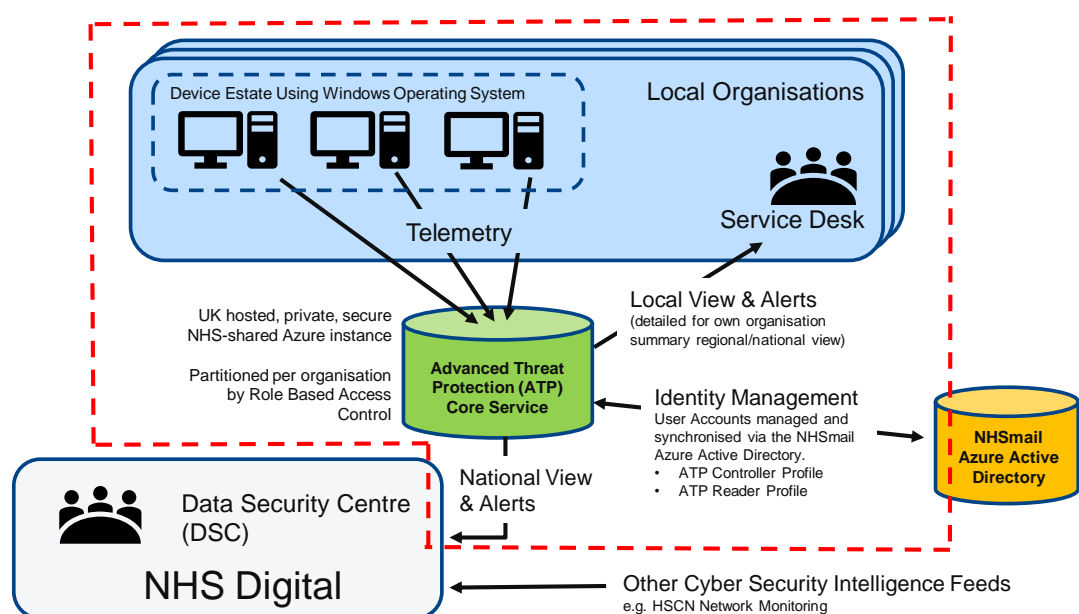 Device Estate Using Windows Operating System
Local Organisations
Service Desk
Telemetry
UK hosted, private, secure
NHS-shared Azure instance
Partitioned per organisation
by Role Based Access
Control
Advanced Threat
Protection (ATP)
Core Service
Local View & Alerts
(detailed for own organisation
summary regional/national view)
Identity Management
User Accounts managed and
synchronised via the NHSmail
Azure Active Directory.
• ATP Controller Profile
• ATP Reader Profile
NHSmail
Azure Active
Directory
National View
& Alerts
Data Security Centre
(DSC)
NHS Digital
Other Cyber Security Intelligence Feeds
e.g. HSCN Network Monitoring